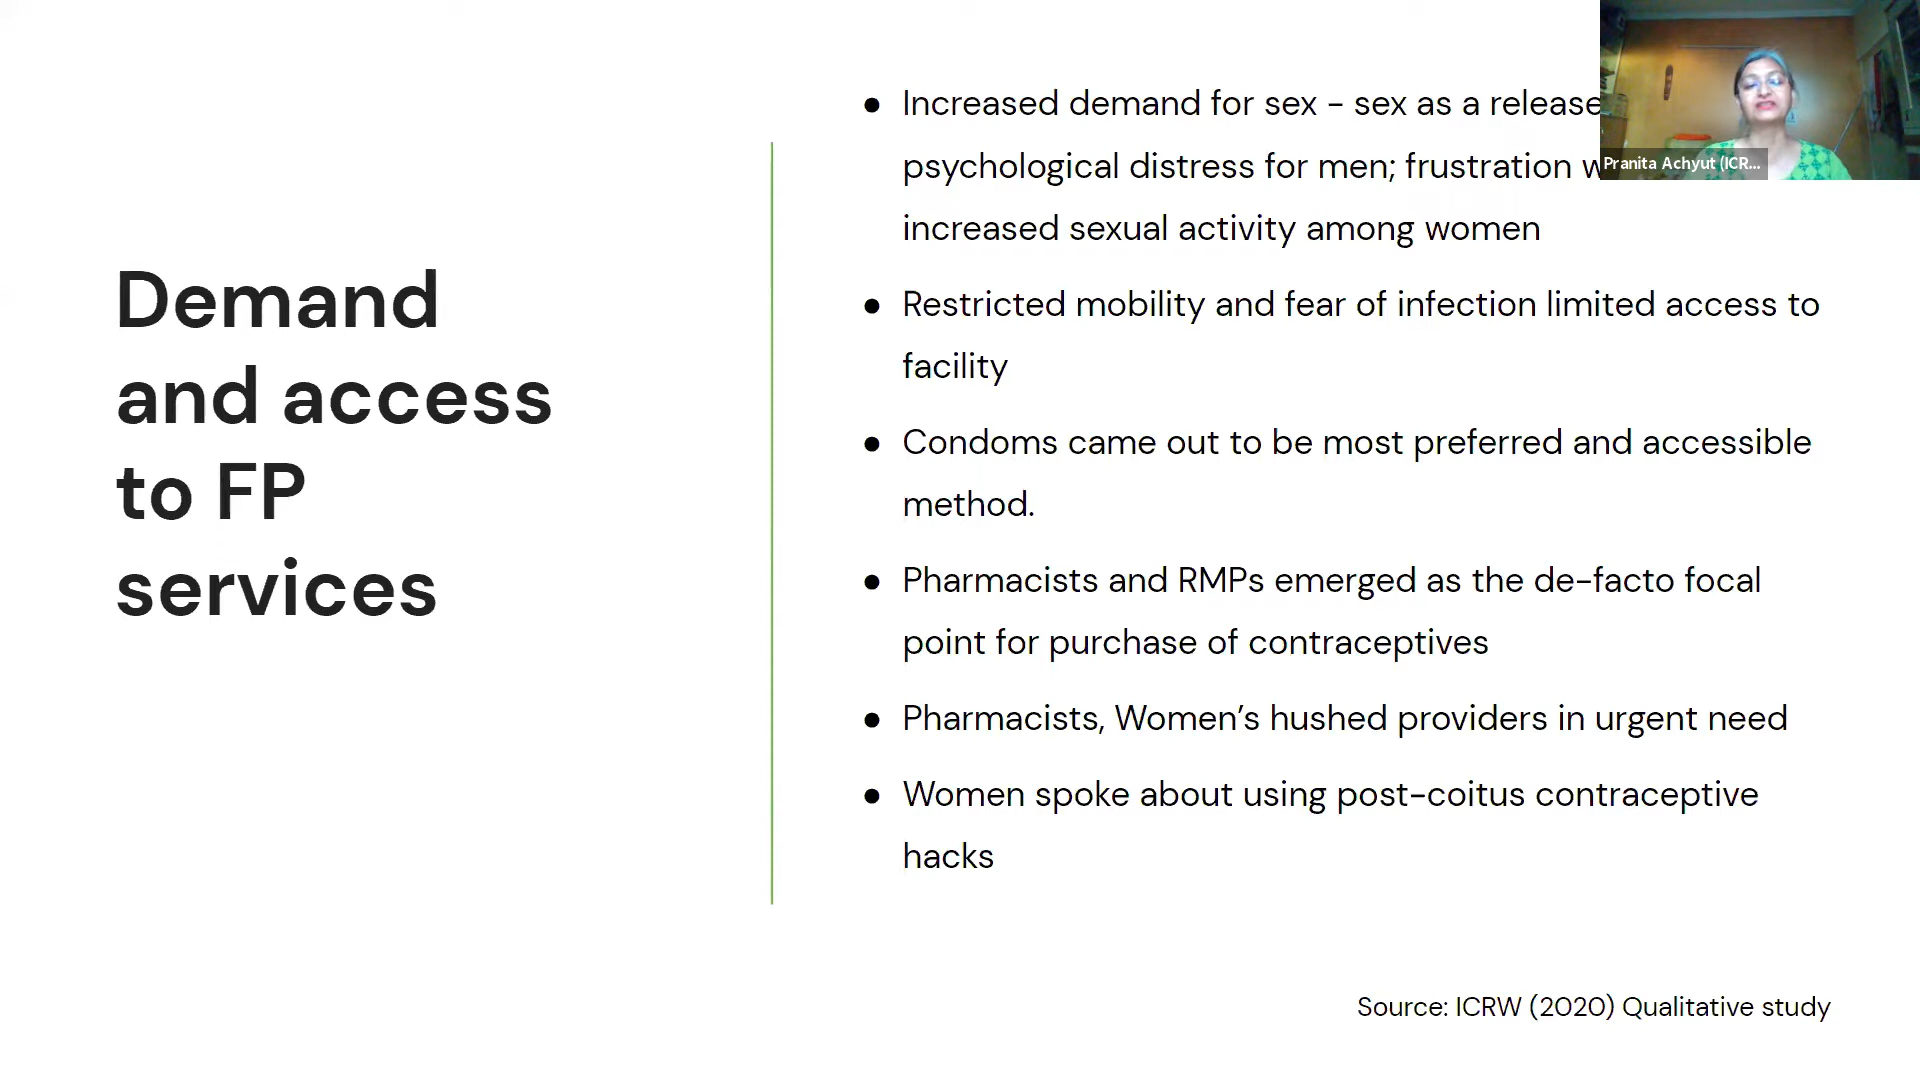 Demand
and access
to FP
services
● Increased demand for sex - sex as a release
psychological distress for men; frustration
increased sexual activity among women
● Restricted mobility and fear of infection limited access to
facility
● Condoms came out to be most preferred and accessible
method.
● Pharmacists and RMPs emerged as the de-facto focal
point for purchase of contraceptives
● Pharmacists, Women’s hushed providers in urgent need
● Women spoke about using post-coitus contraceptive
hacks
Source: ICRW (2020) Qualitative study
Pranita Achyut (ICR...